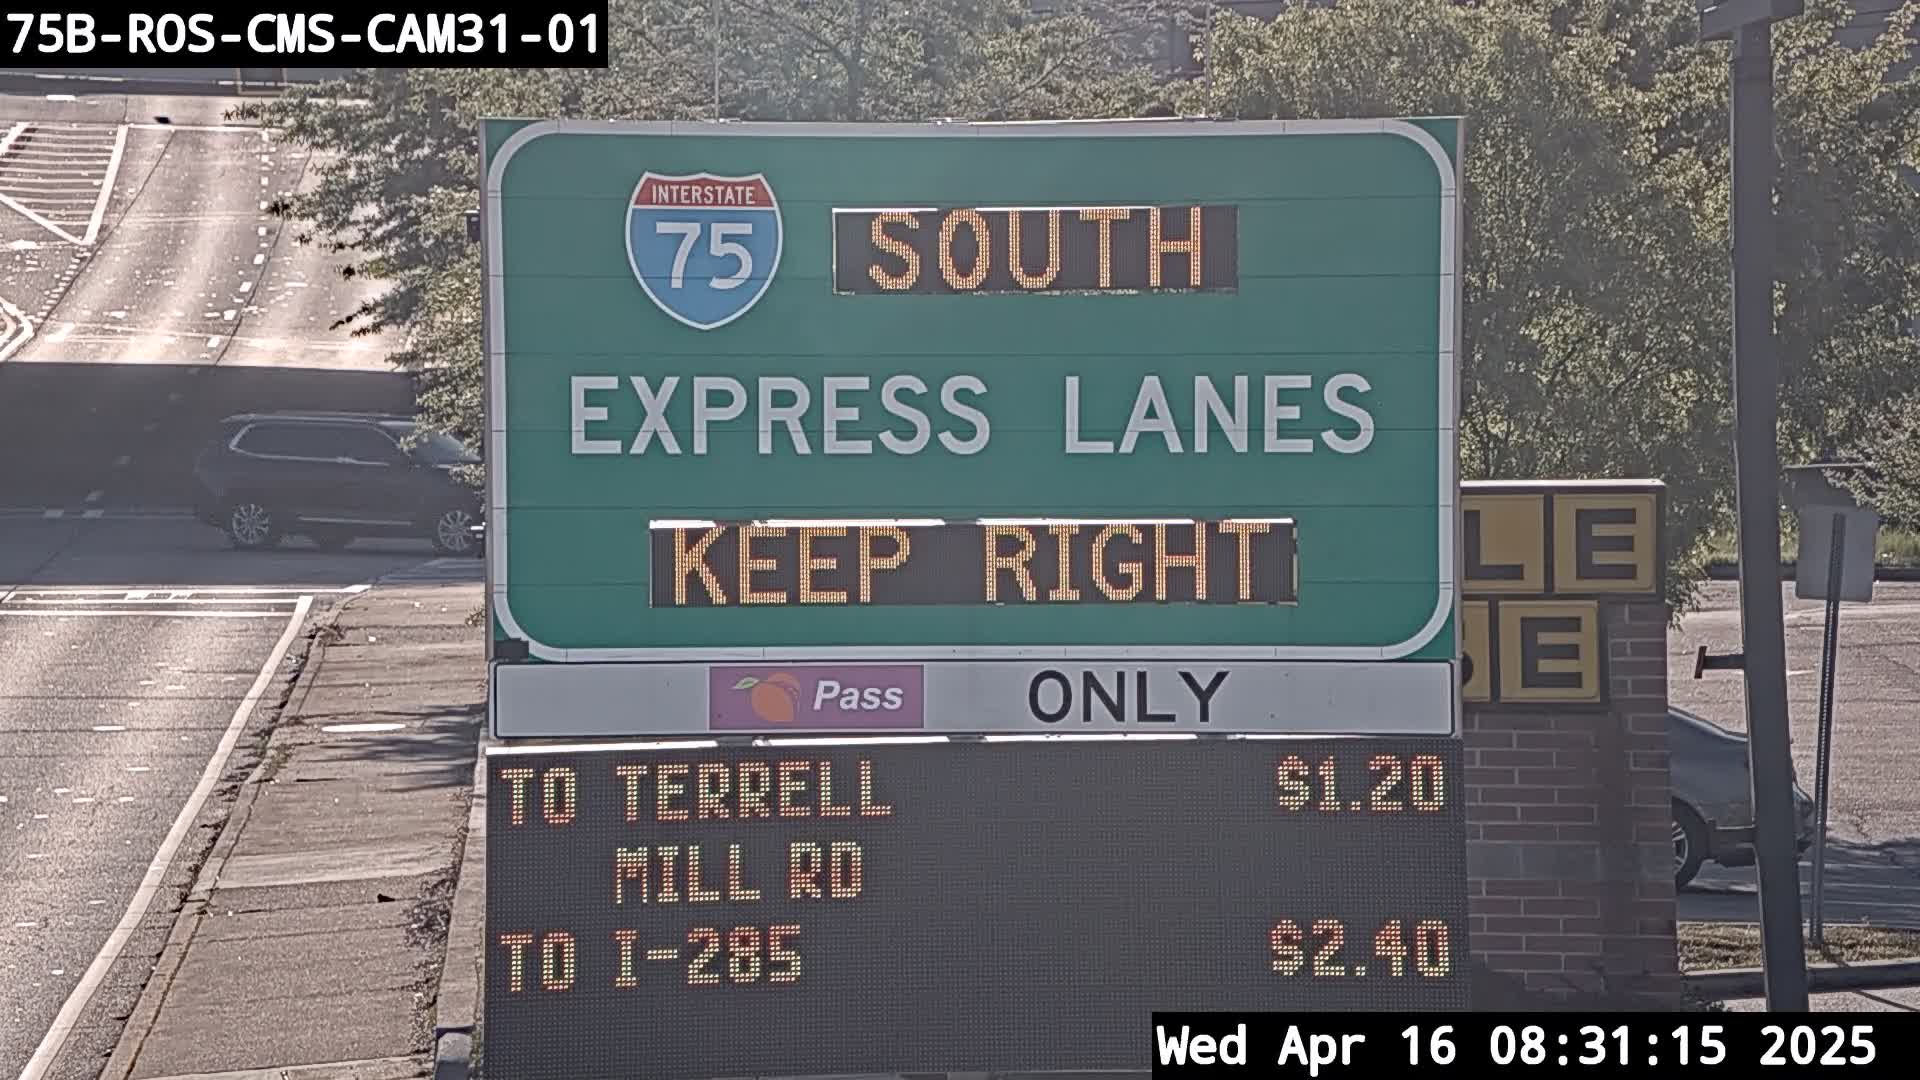 75B-ROS-CMS-CAM31-01
INTERSTATE
75
SOUTH
EXPRESS LANES
KEEP RIGHT
Pass ONLY
TO TERRELL $1.20
MILL RD
TO I-285 $2.40
LE
E
Wed Apr 16 08:31:15 2025